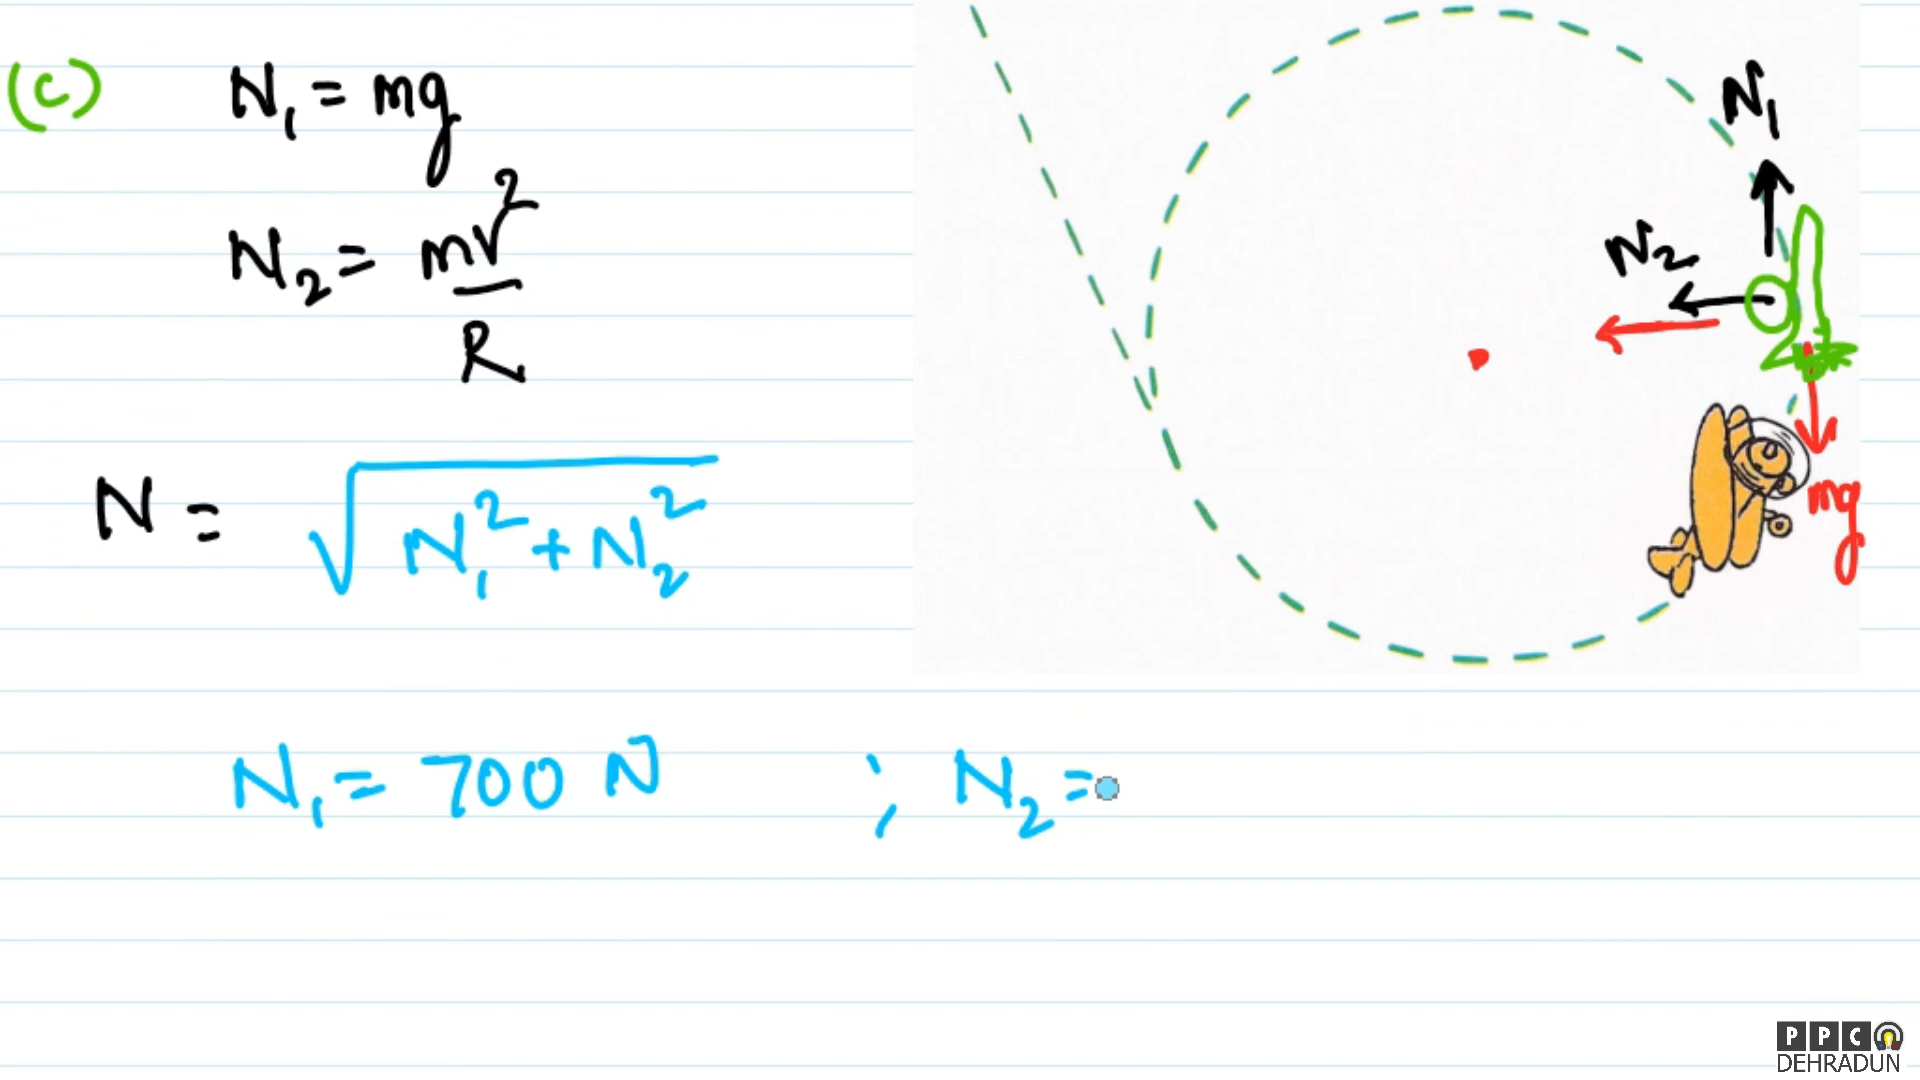 (c) N₁ = mg
N₂ = mv²
R
N = √N₁² + N₂²
N₁ = 700 N ; N₂ =
N₁
N₂
mg
PPC
DEHRADUN